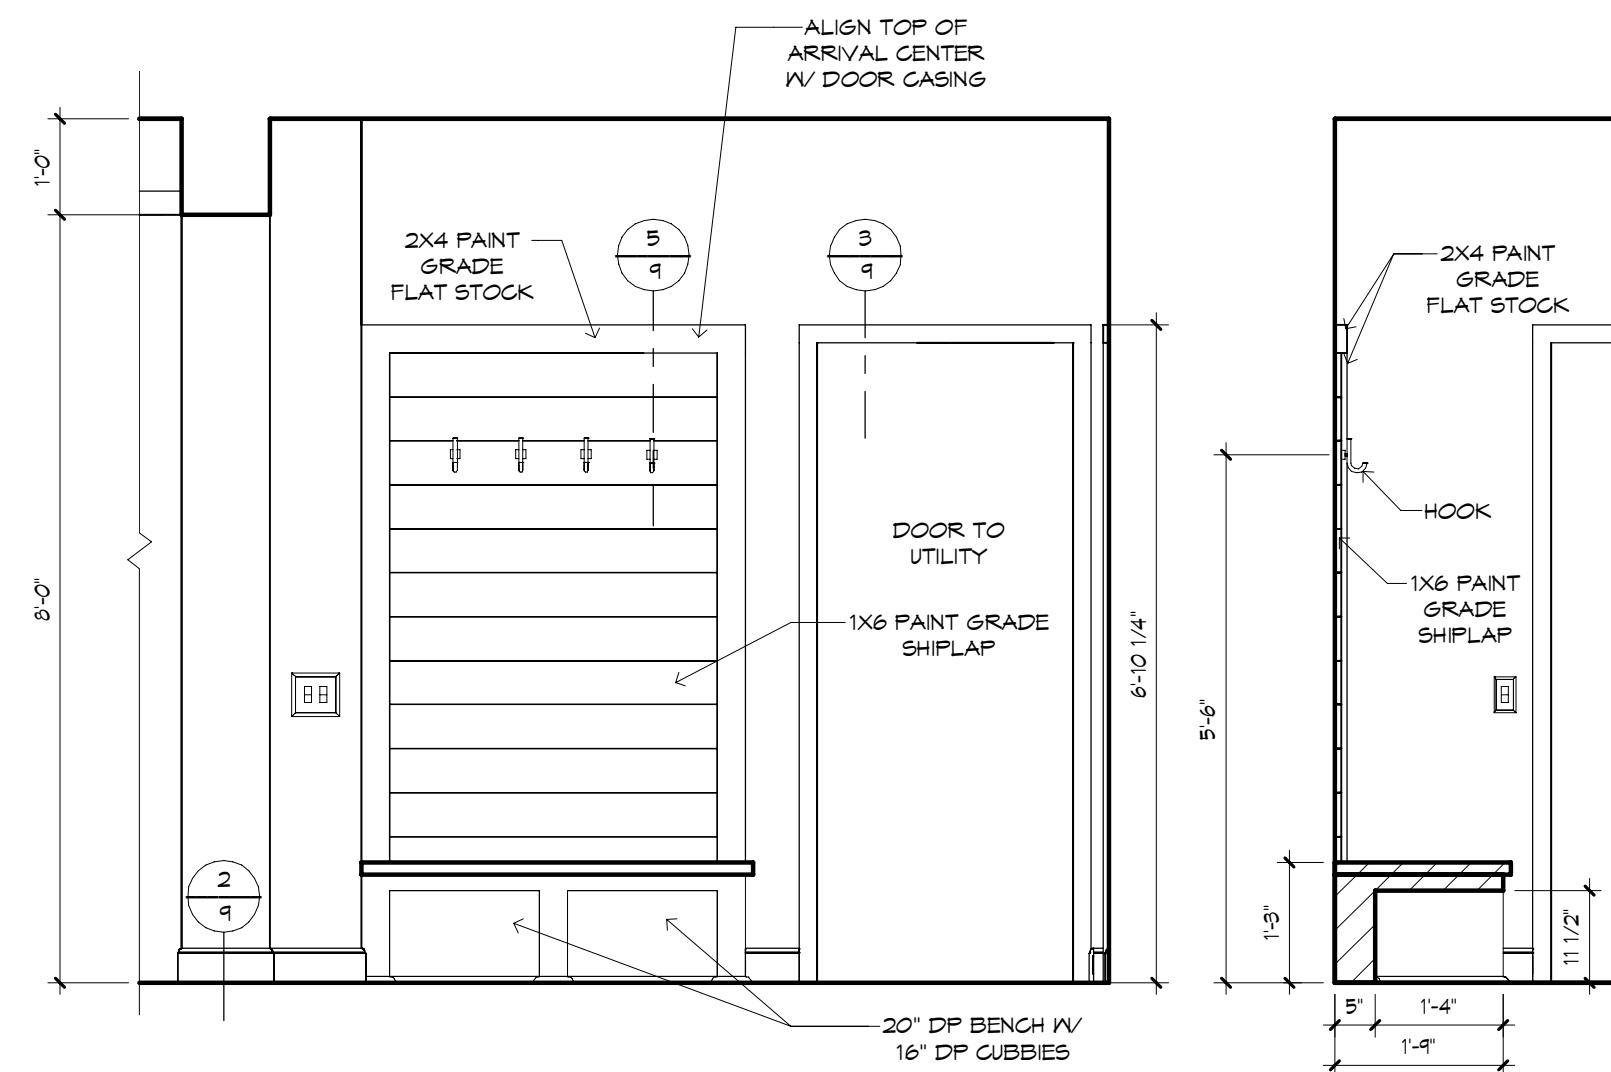 ALIGN TOP OF
ARRIVAL CENTER
W/ DOOR CASING
1'-0"
2X4 PAINT
GRADE
FLAT STOCK
5
9
3
9
2X4 PAINT
GRADE
FLAT STOCK
HOOK
DOOR TO
UTILITY
1X6 PAINT GRADE
SHIPLAP
1X6 PAINT
GRADE
SHIPLAP
8'-0"
6'-10 1/4"
5'-6"
2
9
1'-3"
11 1/2"
5"
1'-4"
1'-9"
20" DP BENCH W/
16" DP CUBBIES